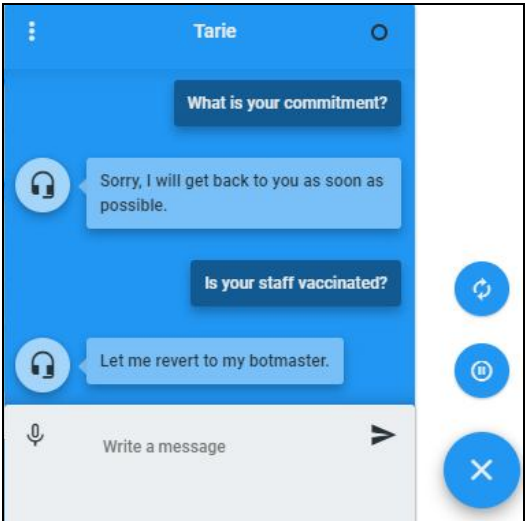 Tarie
What is your commitment?
Sorry, I will get back to you as soon as
possible.
Is your staff vaccinated?
Let me revert to my botmaster.
Write a message